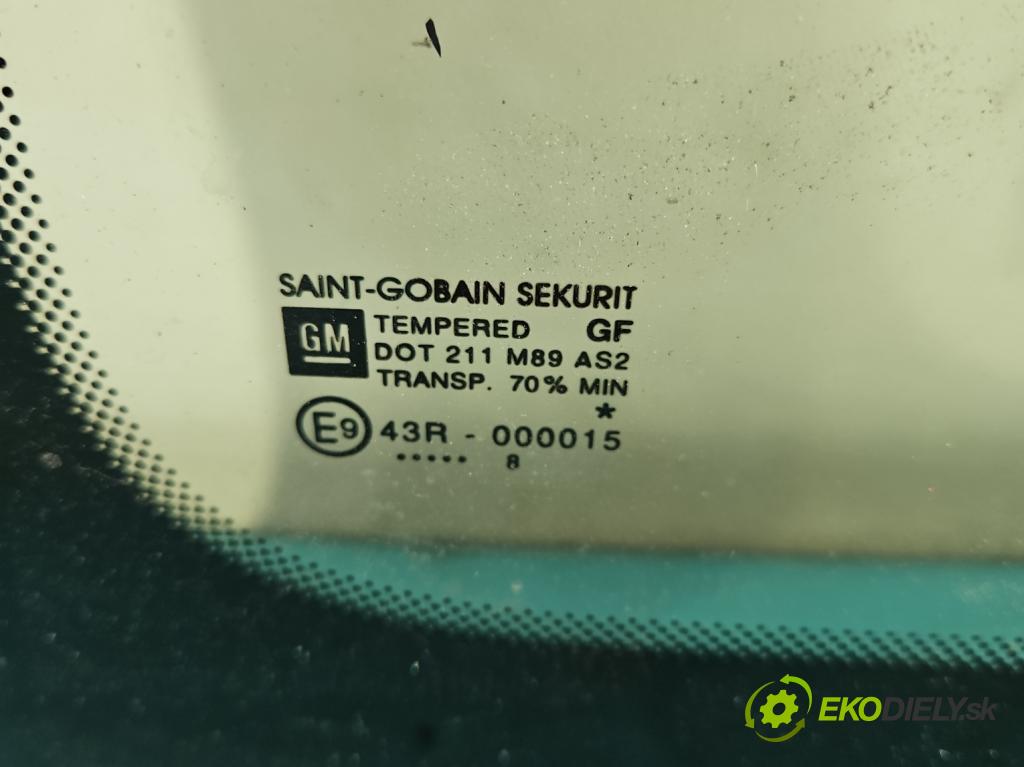 SAINT-GOBAIN SEKURIT
GM TEMPERED GF
DOT 211 M89 AS2
TRANSP. 70% MIN
*
E9 43R - 000015
..... 8
EKODIELY.sk